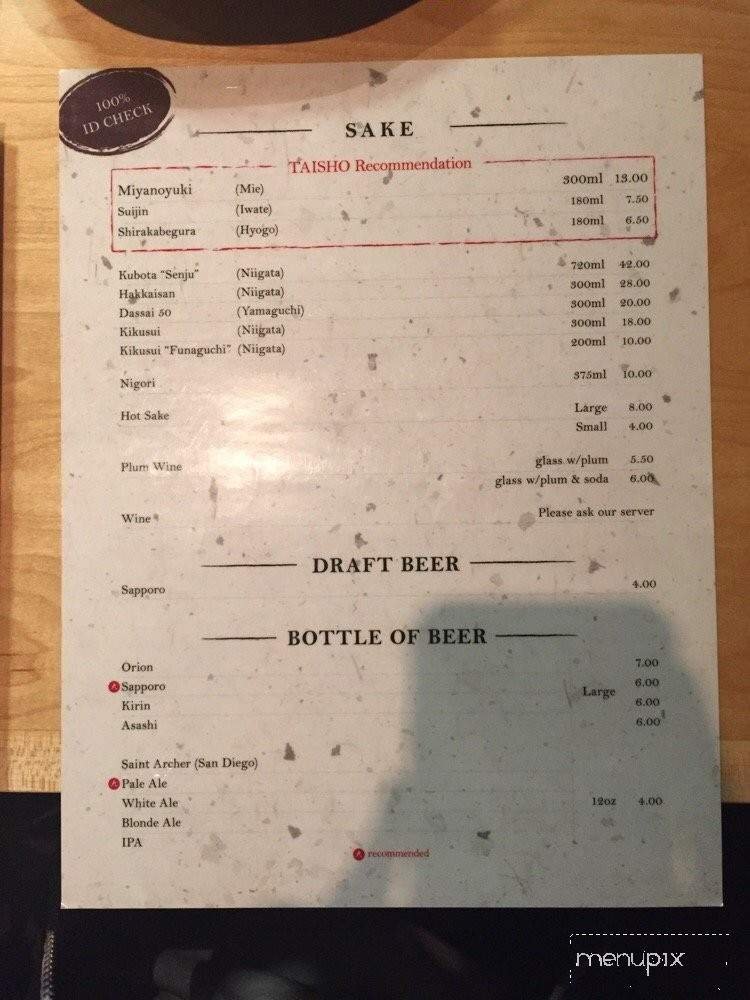 100%
ID CHECK
SAKE
TAISHO Recommendation
Miyanoyuki (Mie) 300ml 13.00
Suijin (Iwate) 180ml 7.50
Shirakabegura (Hyogo) 180ml 6.50
Kubota "Senju" (Niigata) 720ml 42.00
Hakkaisan (Niigata) 300ml 28.00
Dassai 50 (Yamaguchi) 300ml 20.00
Kikusui (Niigata) 300ml 18.00
Kikusui "Funaguchi" (Niigata) 200ml 10.00
Nigori 375ml 10.00
Hot Sake Large 8.00
Small 4.00
Plum Wine glass w/plum 5.50
glass w/plum & soda 6.00
Wine Please ask our server
DRAFT BEER
Sapporo 4.00
BOTTLE OF BEER
Orion 7.00
Sapporo Large 6.00
Kirin 6.00
Asashi 6.00
Saint Archer (San Diego)
Pale Ale
White Ale 12oz 4.00
Blonde Ale
IPA
recommended
menupix